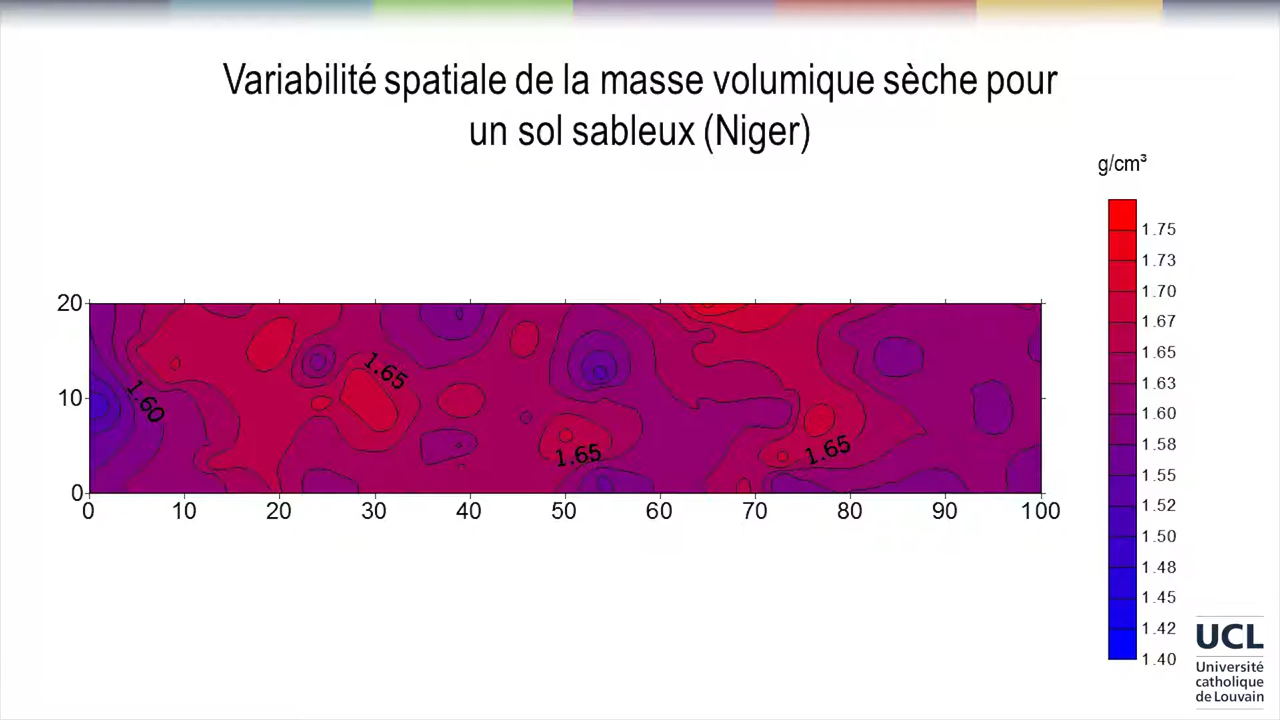 Variabilité spatiale de la masse volumique sèche pour
un sol sableux (Niger)
g/cm³
1.75
1.73
1.70
1.67
1.65
1.63
1.60
1.58
1.55
1.52
1.50
1.48
1.45
1.42
1.40
20
10
0
1.60
1.65
1.65
1.65
0 10 20 30 40 50 60 70 80 90 100
UCL
Université
catholique
de Louvain